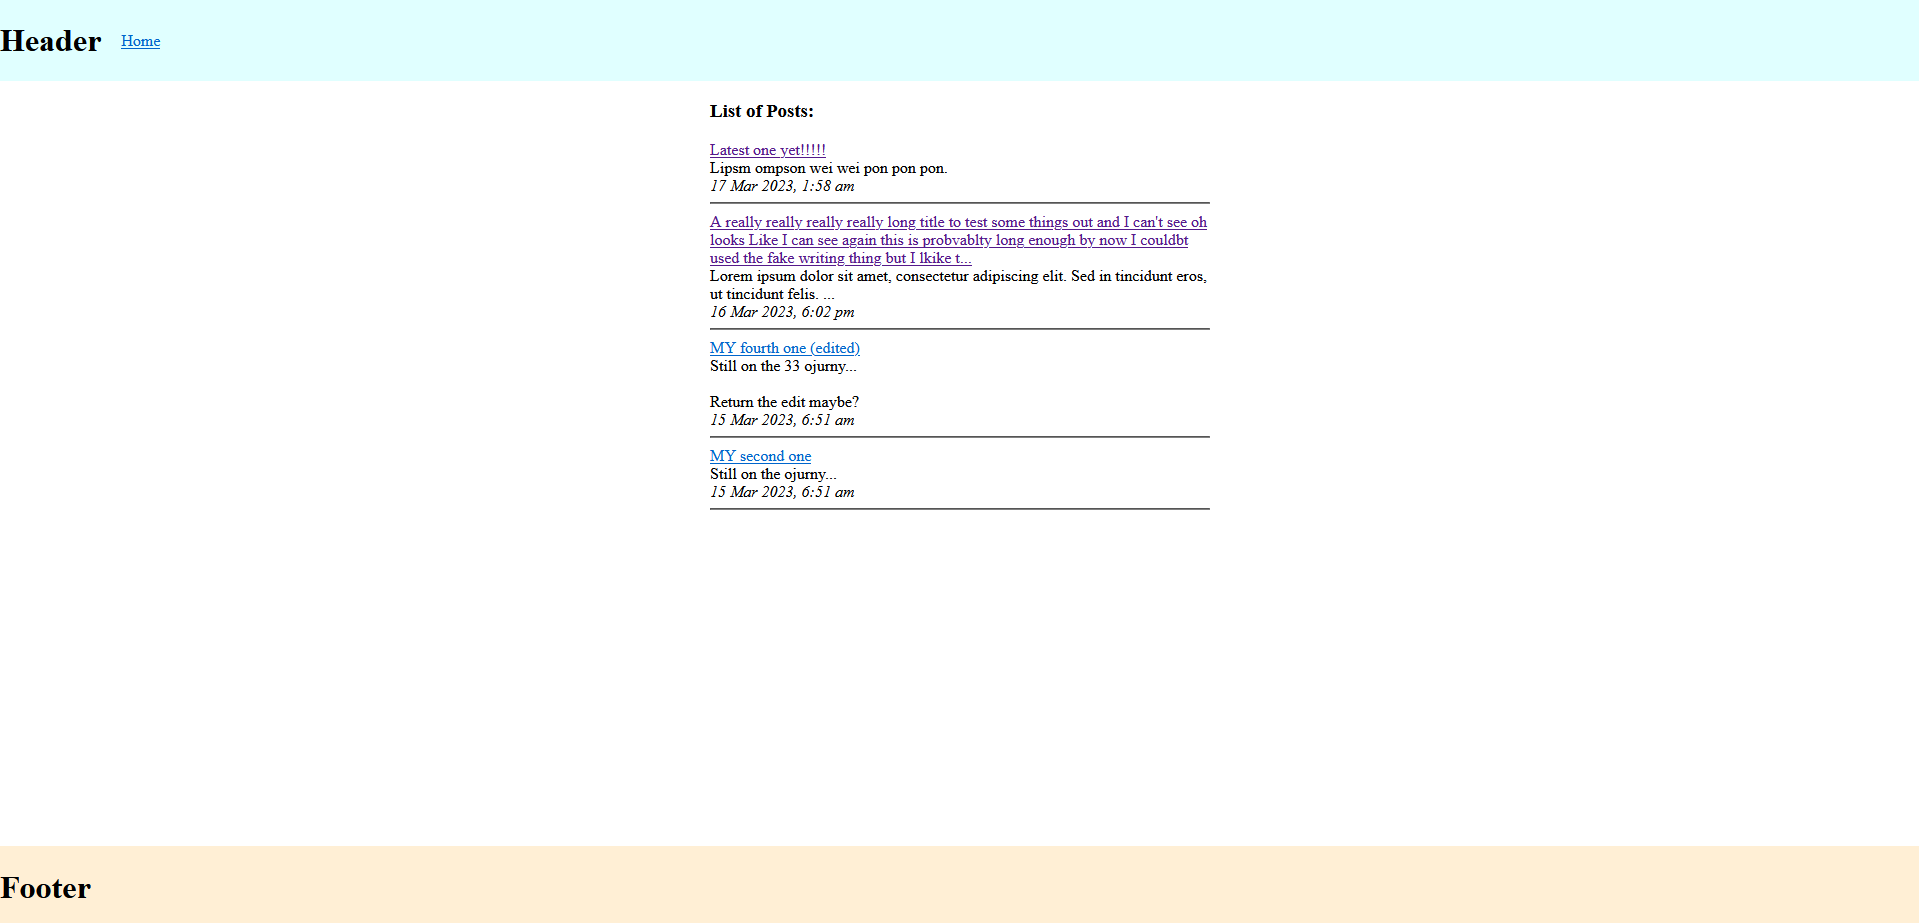 Header Home
List of Posts:
Latest one yet!!!!!
Lipsm ompson wei wei pon pon pon.
17 Mar 2023, 1:58 am
A really really really really long title to test some things out and I can't see oh
looks Like I can see again this is probvablty long enough by now I couldbt
used the fake writing thing but I lkike t...
Lorem ipsum dolor sit amet, consectetur adipiscing elit. Sed in tincidunt eros,
ut tincidunt felis. ...
16 Mar 2023, 6:02 pm
MY fourth one (edited)
Still on the 33 ojurny...
Return the edit maybe?
15 Mar 2023, 6:51 am
MY second one
Still on the ojurny...
15 Mar 2023, 6:51 am
Footer